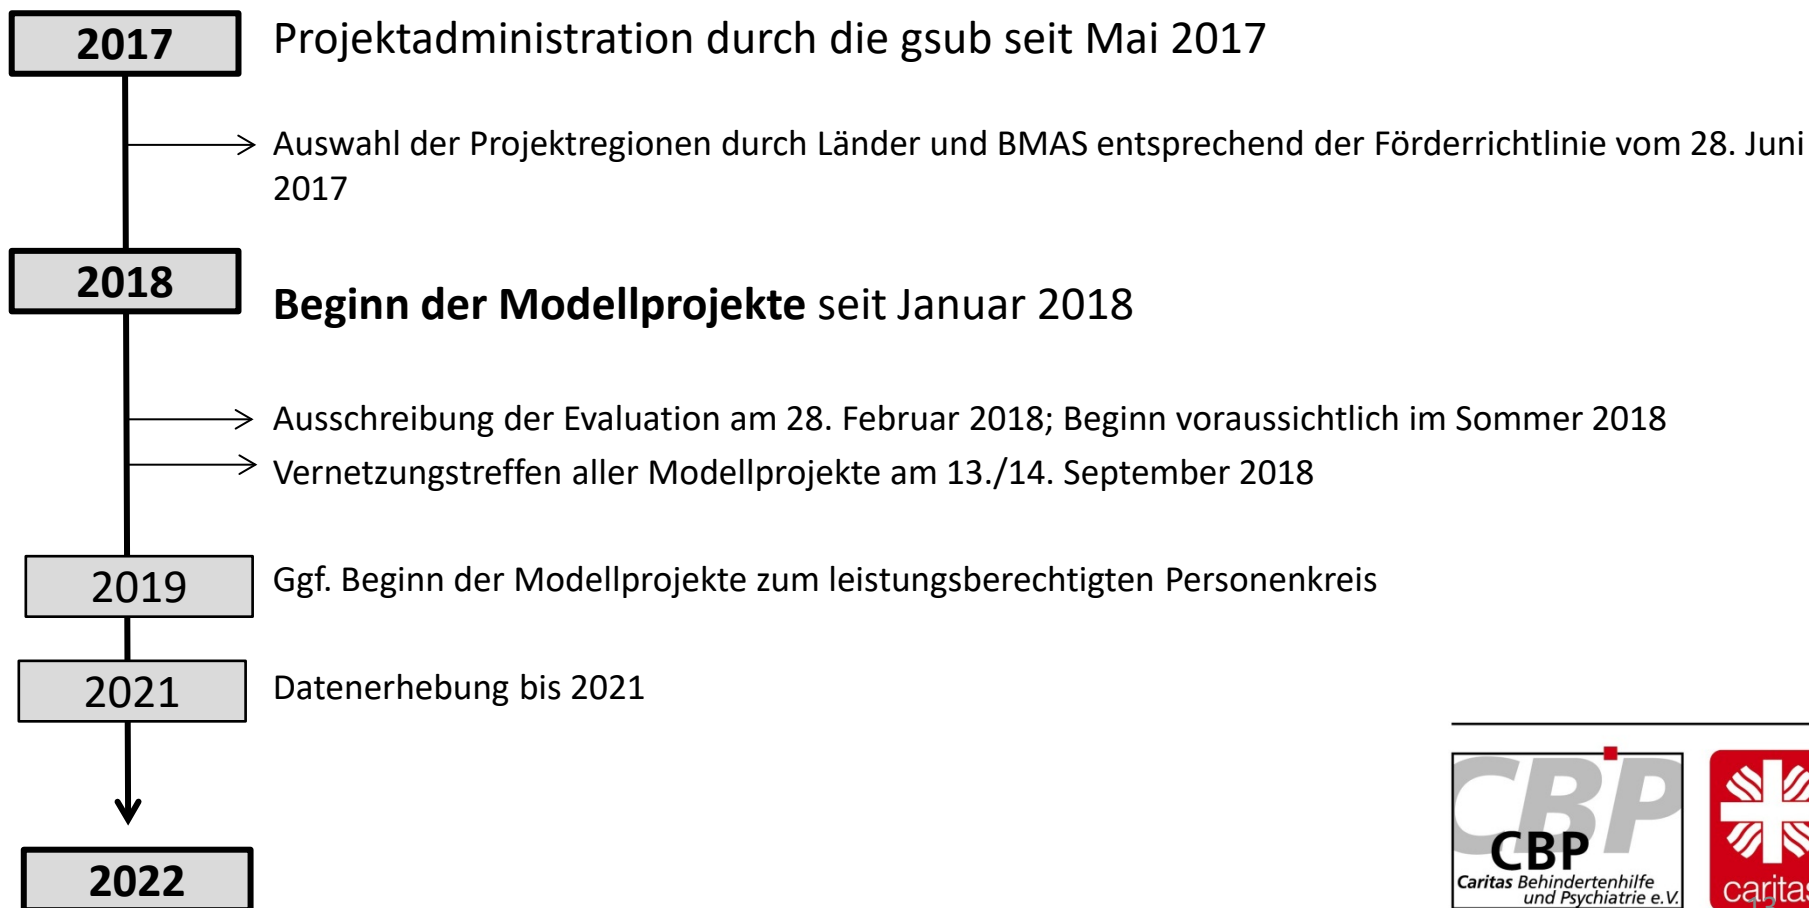 2017
Projektadministration durch die gsub seit Mai 2017
Auswahl der Projektregionen durch Länder und BMAS entsprechend der Förderrichtlinie vom 28. Juni
2017
2018
Beginn der Modellprojekte seit Januar 2018
Ausschreibung der Evaluation am 28. Februar 2018; Beginn voraussichtlich im Sommer 2018
Vernetzungstreffen aller Modellprojekte am 13./14. September 2018
2019
Ggf. Beginn der Modellprojekte zum leistungsberechtigten Personenkreis
2021
Datenerhebung bis 2021
2022
CBP
CBP
Caritas Behindertenhilfe
und Psychiatrie e.V.
caritas
13